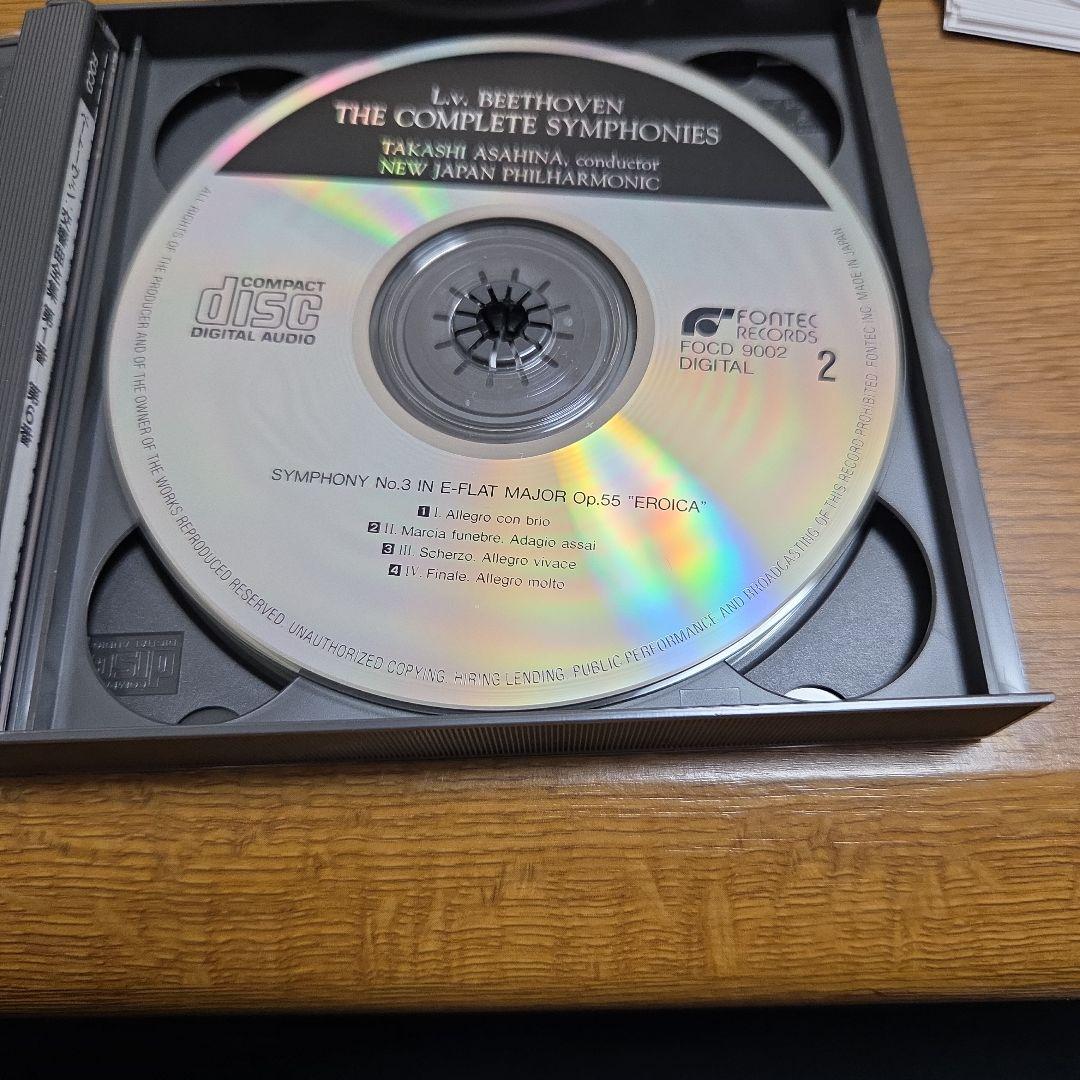 L.v. BEETHOVEN
THE COMPLETE SYMPHONIES
TAKASHI ASAHINA, conductor
NEW JAPAN PHILHARMONIC
COMPACT
disc
DIGITAL AUDIO
FONTEC
RECORDS
FOCD 9002
DIGITAL
2
SYMPHONY No.3 IN E-FLAT MAJOR Op.55 "EROICA"
1 I. Allegro con brio
2 II. Marcia funebre. Adagio assai
3 III. Scherzo. Allegro vivace
4 IV. Finale. Allegro molto
ALL RIGHTS OF THE PRODUCER AND OF THE OWNER OF THE WORKS REPRODUCED RESERVED. UNAUTHORIZED COPYING. HIRING LENDING. PUBLIC PERFORMANCE AND BROADCASTING OF THIS RECORD PROHIBITED. FONTEC INC. MADE IN JAPAN
FOCD